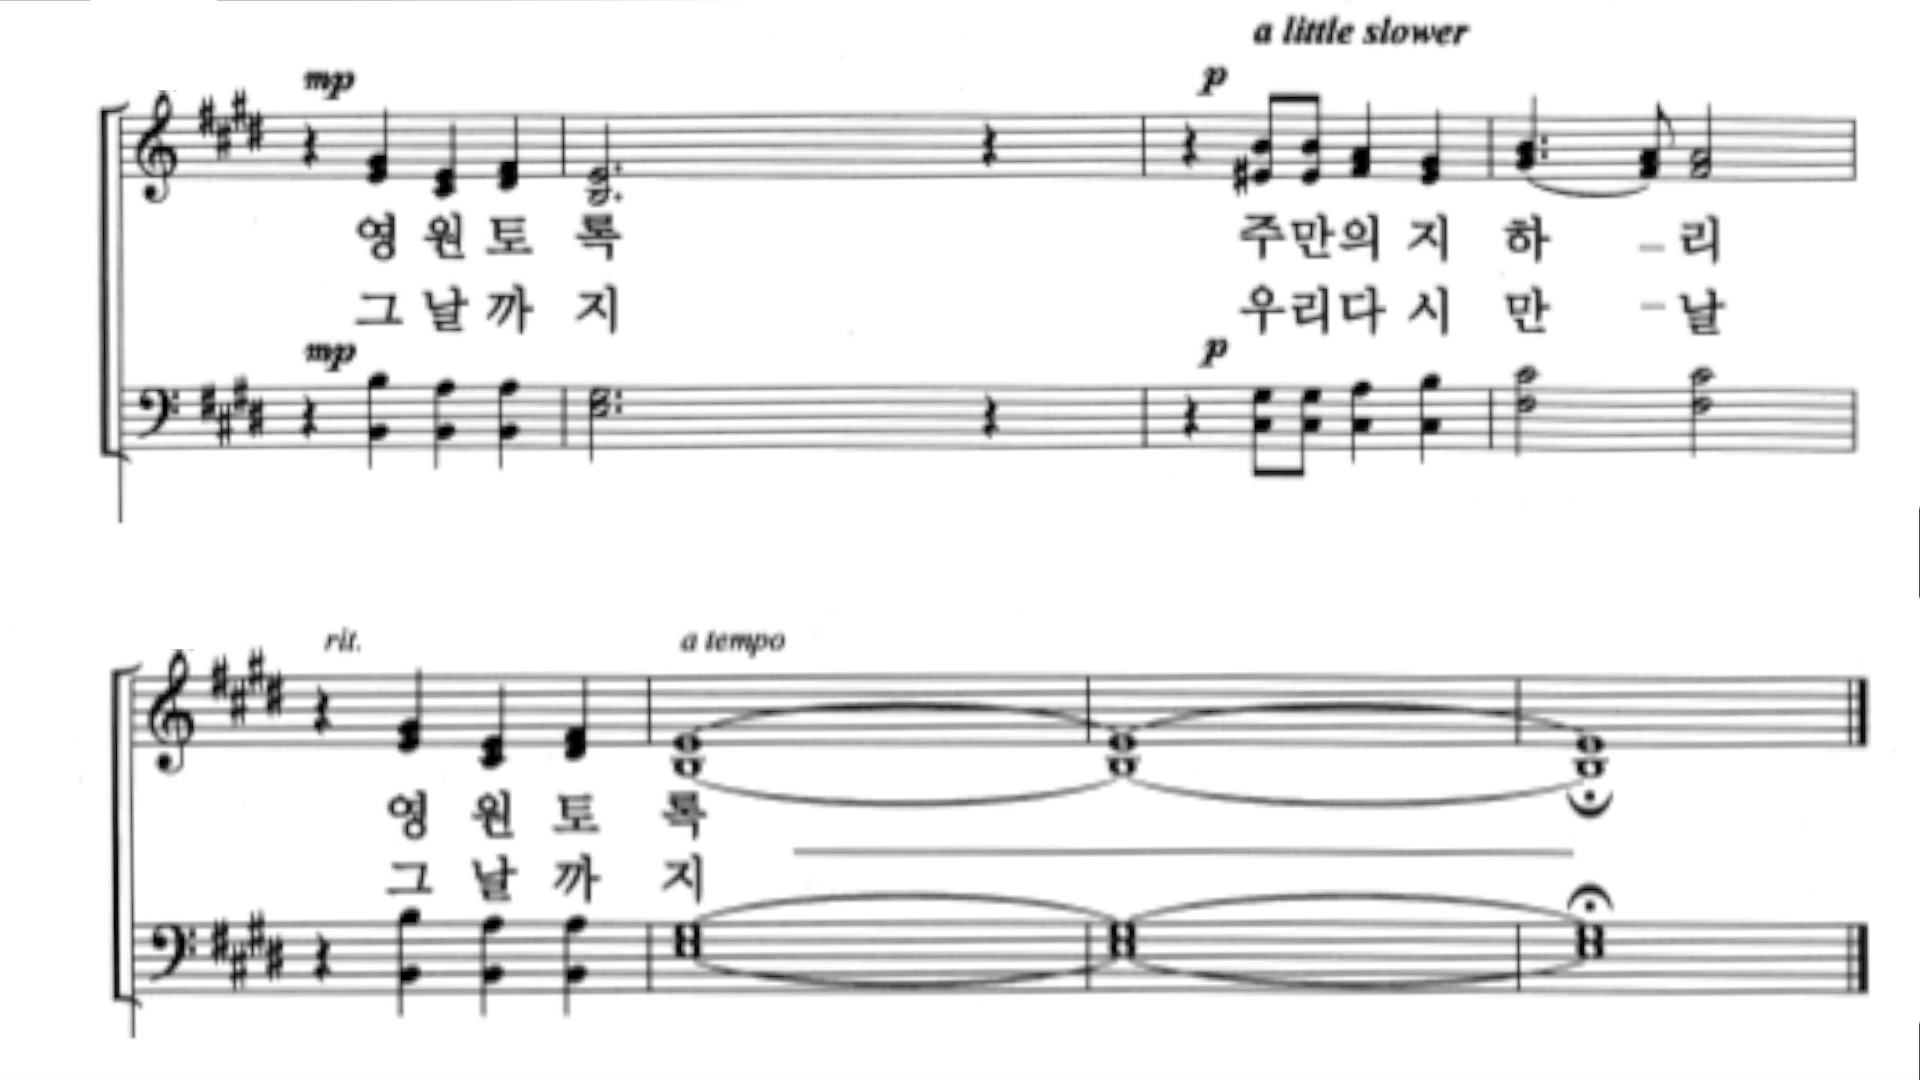 a little slower
mp p
영 원 토 록 주만의 지 하 - 리
그 날 까 지 우리다 시 만 - 날
mp p
rit. a tempo
영 원 토 록
그 날 까 지